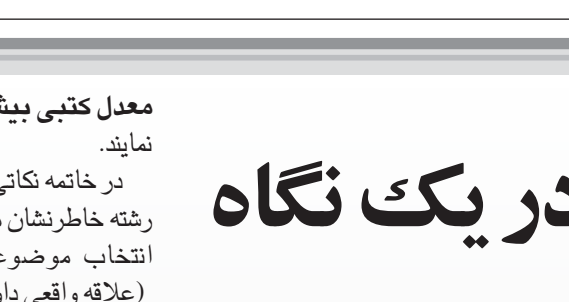 در یک نگاه
معدل کتبی
نمایند.
در خاتمه نکاتی
رشته خاطرنشان
انتخاب موضوع
(علاقه واقعی